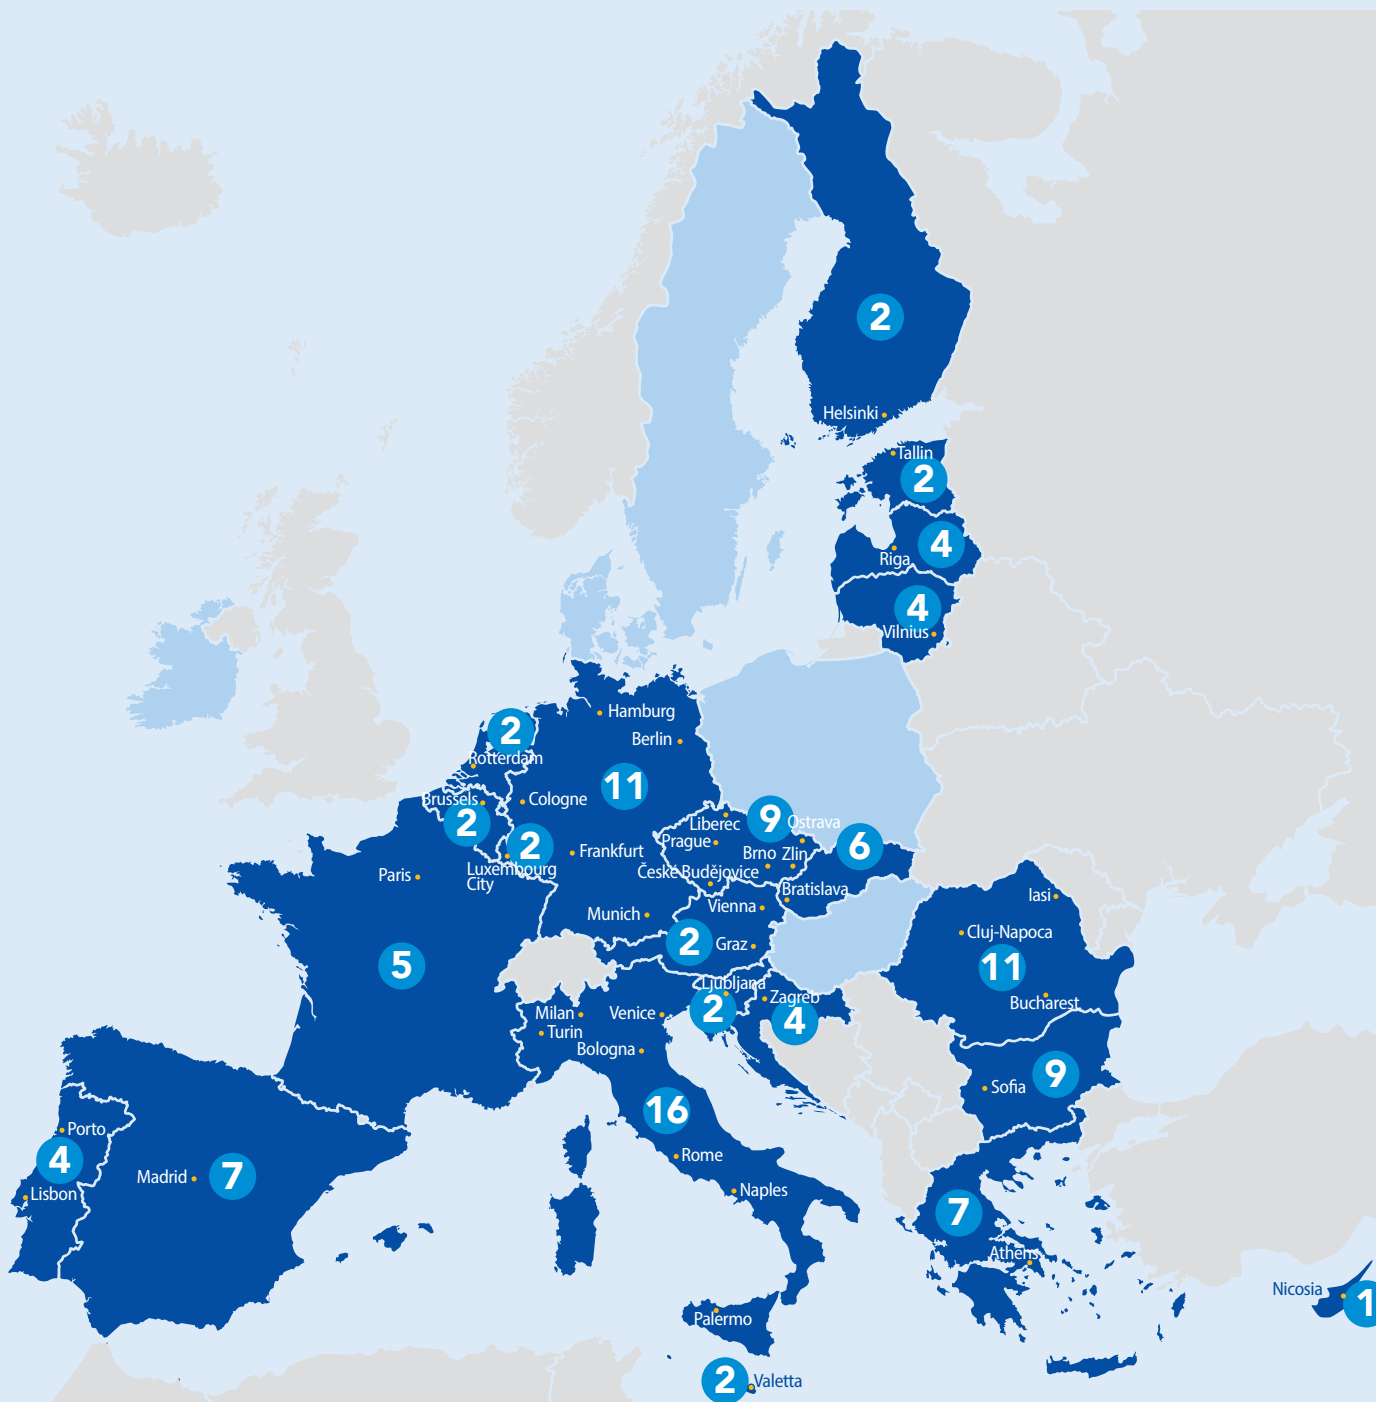 2
Helsinki
Tallin
2
4
Riga
4
Vilnius
Hamburg
2
Berlin
Rotterdam
11
Brussels
Cologne
2
Liberec
9
Ostrava
Prague
6
2
Frankfurt
Brno
Zlin
Luxembourg
City
Paris
České Budějovice
Bratislava
Iasi
Munich
Vienna
Cluj-Napoca
2
Graz
5
11
Ljubljana
Zagreb
Bucharest
2
4
Milan
Venice
Turin
Bologna
9
Sofia
16
Porto
4
Rome
Madrid
7
Lisbon
Naples
7
Athens
Nicosia
1
Palermo
2
Valetta